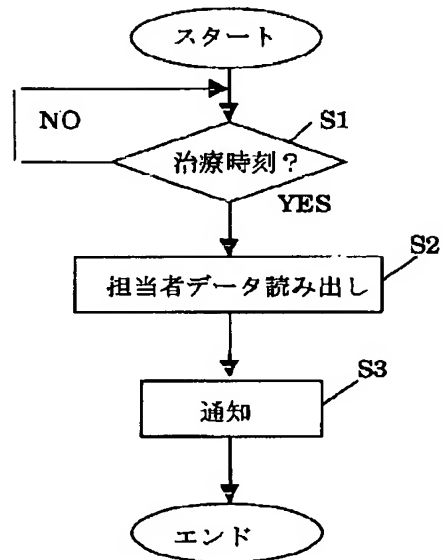 スタート
NO
S1
治療時刻?
YES
S2
担当者データ読み出し
S3
通知
エンド